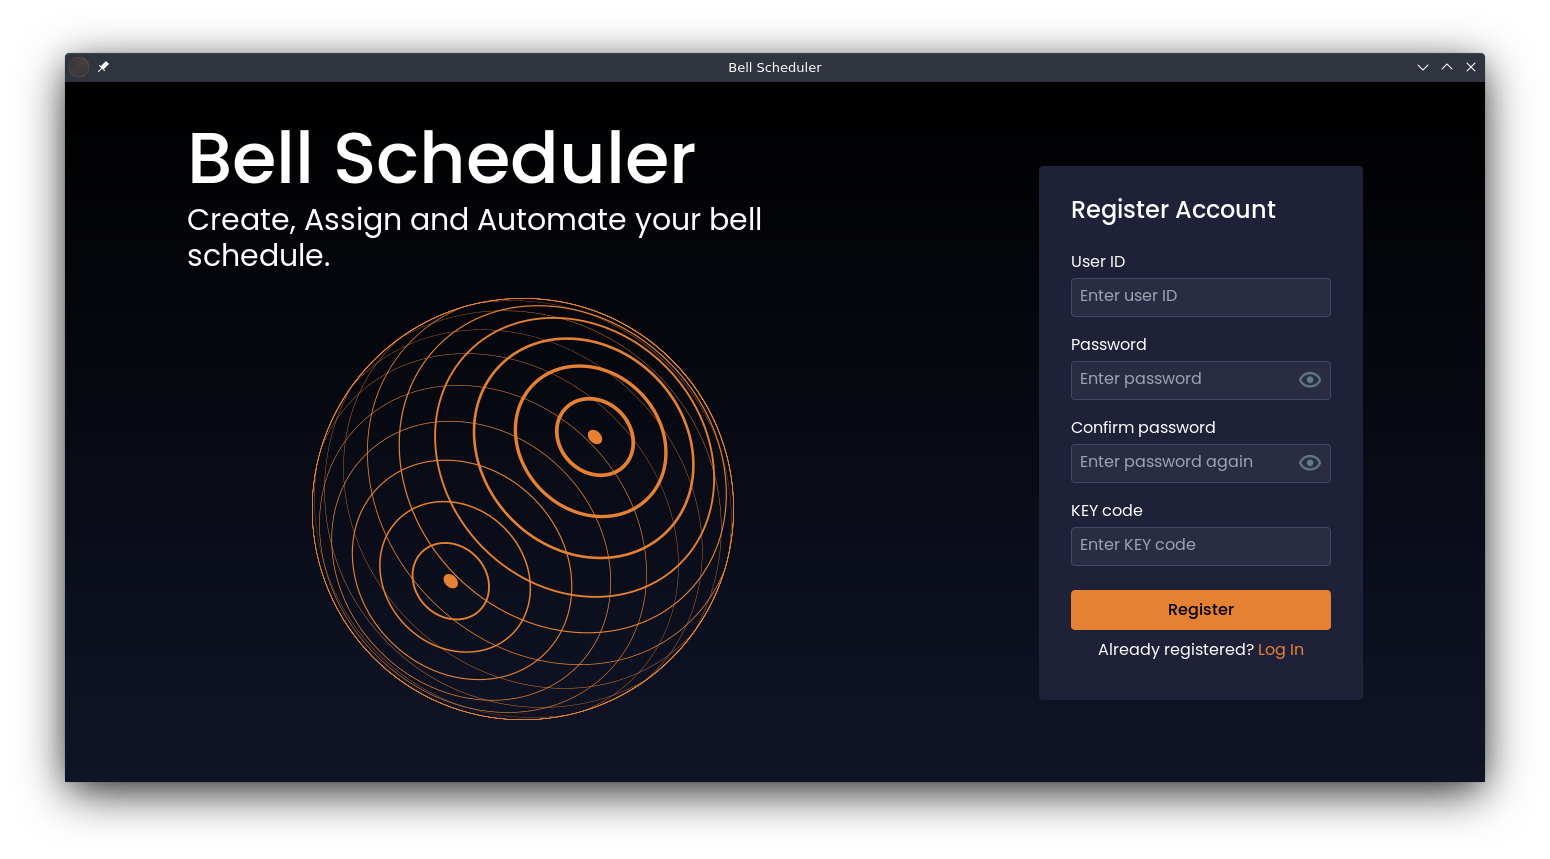 Bell Scheduler
Bell Scheduler
Create, Assign and Automate your bell
schedule.
Register Account
User ID
Enter user ID
Password
Enter password
Confirm password
Enter password again
KEY code
Enter KEY code
Register
Already registered? Log In